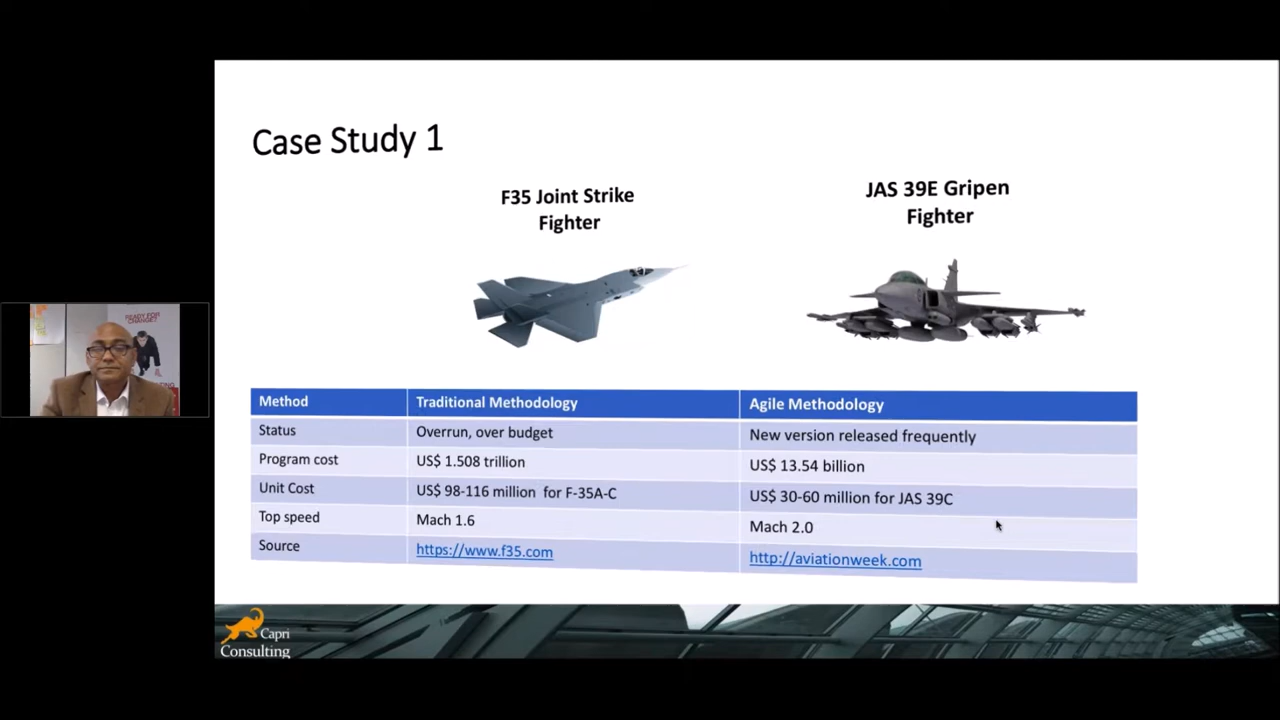 Case Study 1
F35 Joint Strike
Fighter
JAS 39E Gripen
Fighter
Method Traditional Methodology Agile Methodology
Status Overrun, over budget New version released frequently
Program cost US$ 1.508 trillion US$ 13.54 billion
Unit Cost US$ 98-116 million for F-35A-C US$ 30-60 million for JAS 39C
Top speed Mach 1.6 Mach 2.0
Source https://www.f35.com http://aviationweek.com
READY FOR
CHANGE?
Capri
Consulting